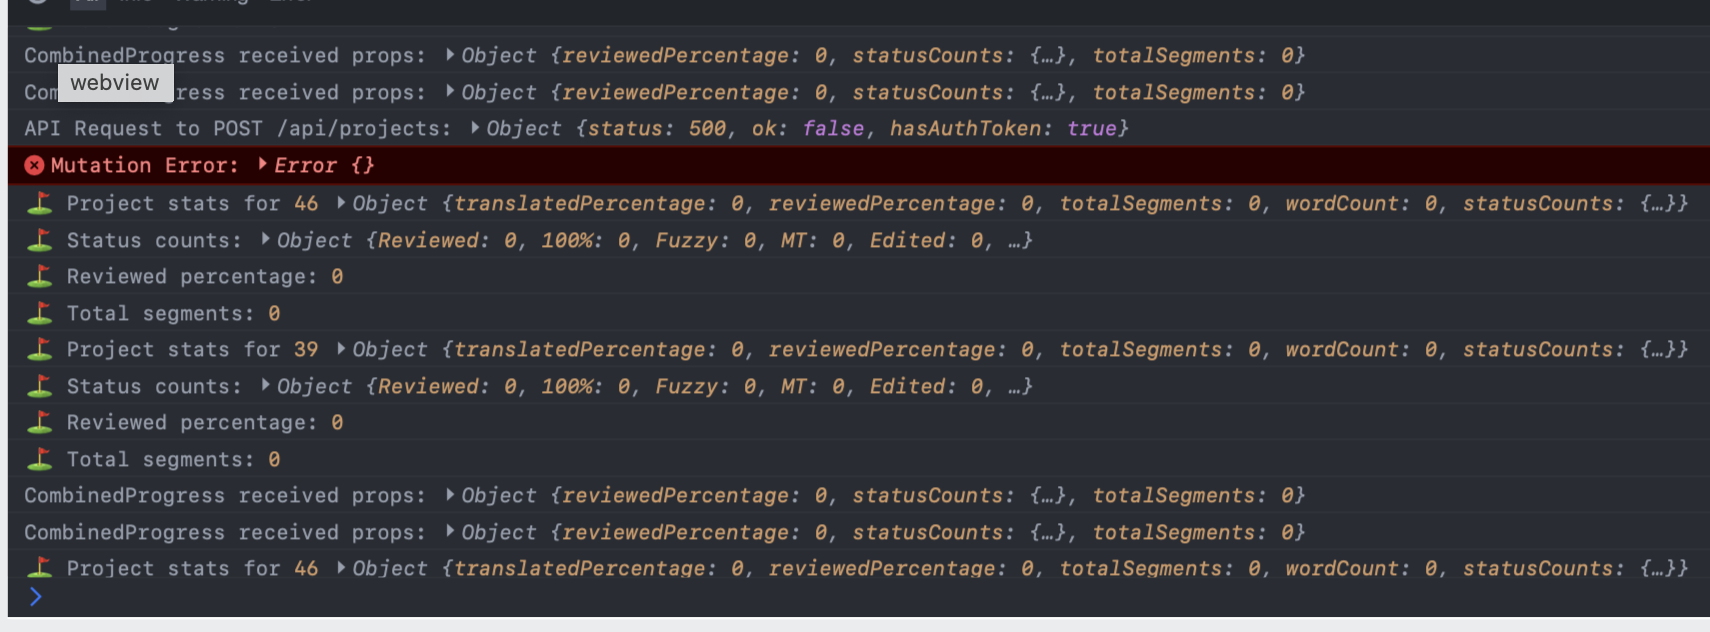 CombinedProgress received props: Object {reviewedPercentage: 0, statusCounts: {…}, totalSegments: 0}
webview
Com ress received props: Object {reviewedPercentage: 0, statusCounts: {…}, totalSegments: 0}
API Request to POST /api/projects: Object {status: 500, ok: false, hasAuthToken: true}
Mutation Error: Error {}
Project stats for 46 Object {translatedPercentage: 0, reviewedPercentage: 0, totalSegments: 0, wordCount: 0, statusCounts: {…}}
Status counts: Object {Reviewed: 0, 100%: 0, Fuzzy: 0, MT: 0, Edited: 0, …}
Reviewed percentage: 0
Total segments: 0
Project stats for 39 Object {translatedPercentage: 0, reviewedPercentage: 0, totalSegments: 0, wordCount: 0, statusCounts: {…}}
Status counts: Object {Reviewed: 0, 100%: 0, Fuzzy: 0, MT: 0, Edited: 0, …}
Reviewed percentage: 0
Total segments: 0
CombinedProgress received props: Object {reviewedPercentage: 0, statusCounts: {…}, totalSegments: 0}
CombinedProgress received props: Object {reviewedPercentage: 0, statusCounts: {…}, totalSegments: 0}
Project stats for 46 Object {translatedPercentage: 0, reviewedPercentage: 0, totalSegments: 0, wordCount: 0, statusCounts: {…}}